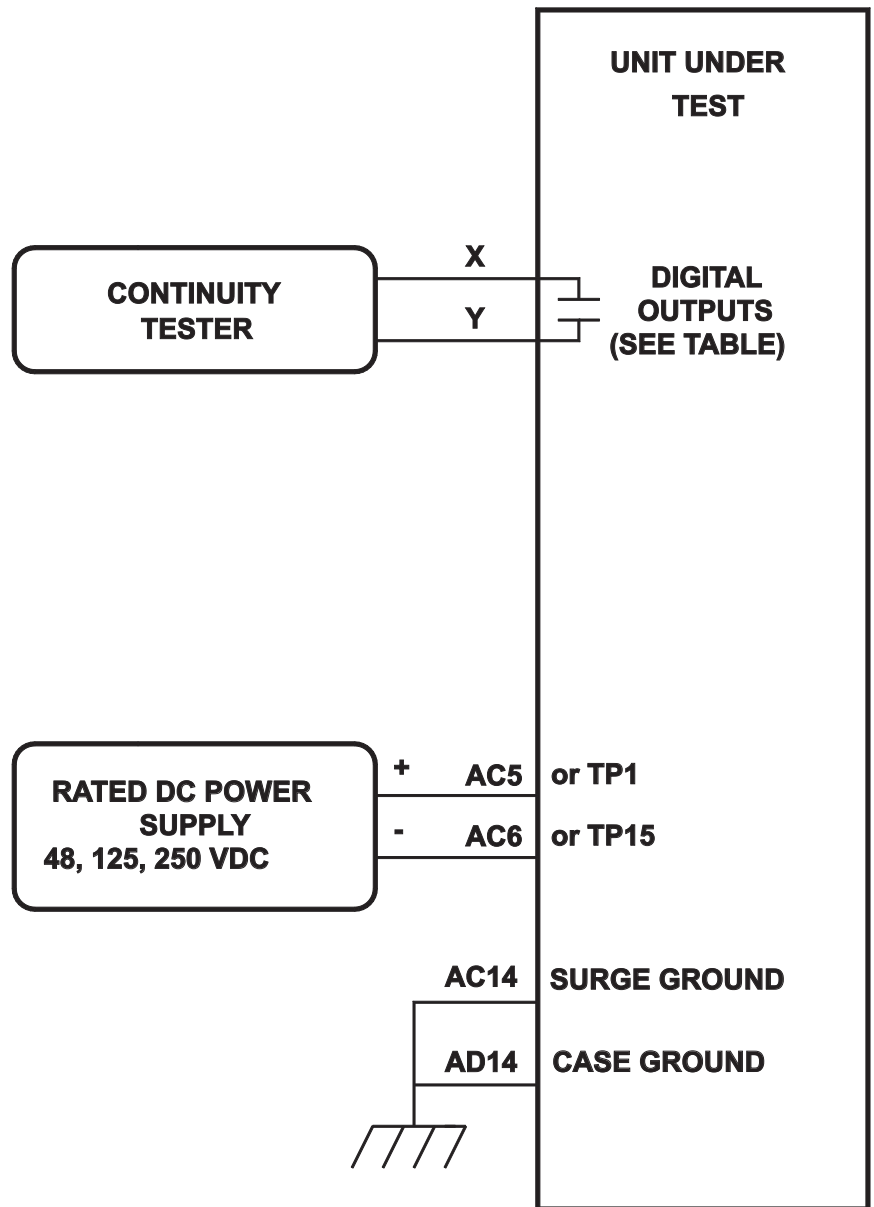 UNIT UNDER
TEST
X
CONTINUITY
TESTER
Y
DIGITAL
OUTPUTS
(SEE TABLE)
RATED DC POWER
SUPPLY
48, 125, 250 VDC
+ AC5 or TP1
- AC6 or TP15
AC14 SURGE GROUND
AD14 CASE GROUND